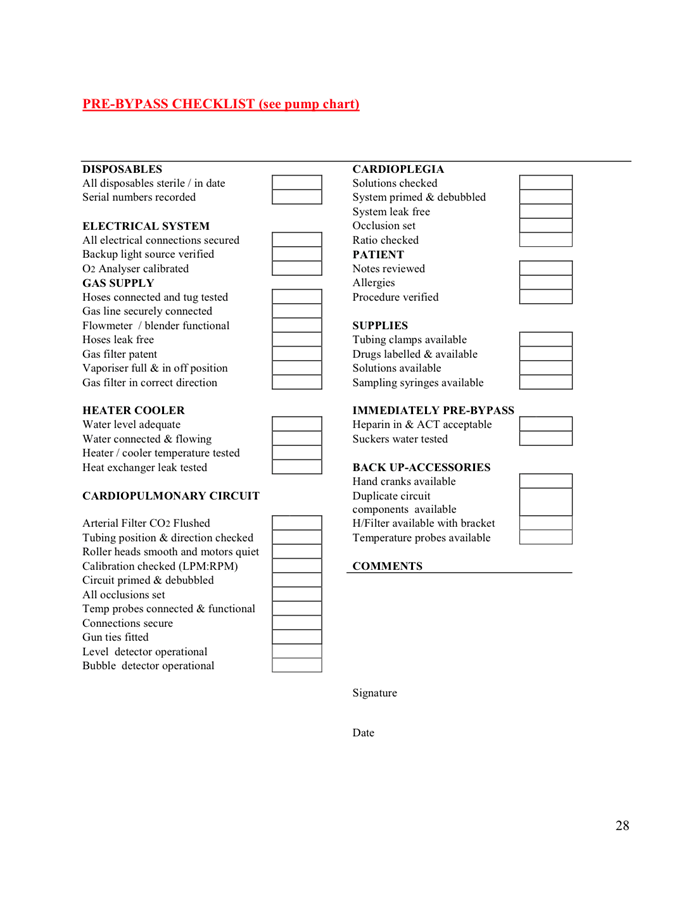 PRE-BYPASS CHECKLIST (see pump chart)
DISPOSABLES
All disposables sterile / in date
Serial numbers recorded
ELECTRICAL SYSTEM
All electrical connections secured
Backup light source verified
O2 Analyser calibrated
GAS SUPPLY
Hoses connected and tug tested
Gas line securely connected
Flowmeter / blender functional
Hoses leak free
Gas filter patent
Vaporiser full & in off position
Gas filter in correct direction
HEATER COOLER
Water level adequate
Water connected & flowing
Heater / cooler temperature tested
Heat exchanger leak tested
CARDIOPULMONARY CIRCUIT
Arterial Filter CO2 Flushed
Tubing position & direction checked
Roller heads smooth and motors quiet
Calibration checked (LPM:RPM)
Circuit primed & debubbled
All occlusions set
Temp probes connected & functional
Connections secure
Gun ties fitted
Level detector operational
Bubble detector operational
CARDIOPLEGIA
Solutions checked
System primed & debubbled
System leak free
Occlusion set
Ratio checked
PATIENT
Notes reviewed
Allergies
Procedure verified
SUPPLIES
Tubing clamps available
Drugs labelled & available
Solutions available
Sampling syringes available
IMMEDIATELY PRE-BYPASS
Heparin in & ACT acceptable
Suckers water tested
BACK UP-ACCESSORIES
Hand cranks available
Duplicate circuit
components available
H/Filter available with bracket
Temperature probes available
COMMENTS
Signature
Date
28